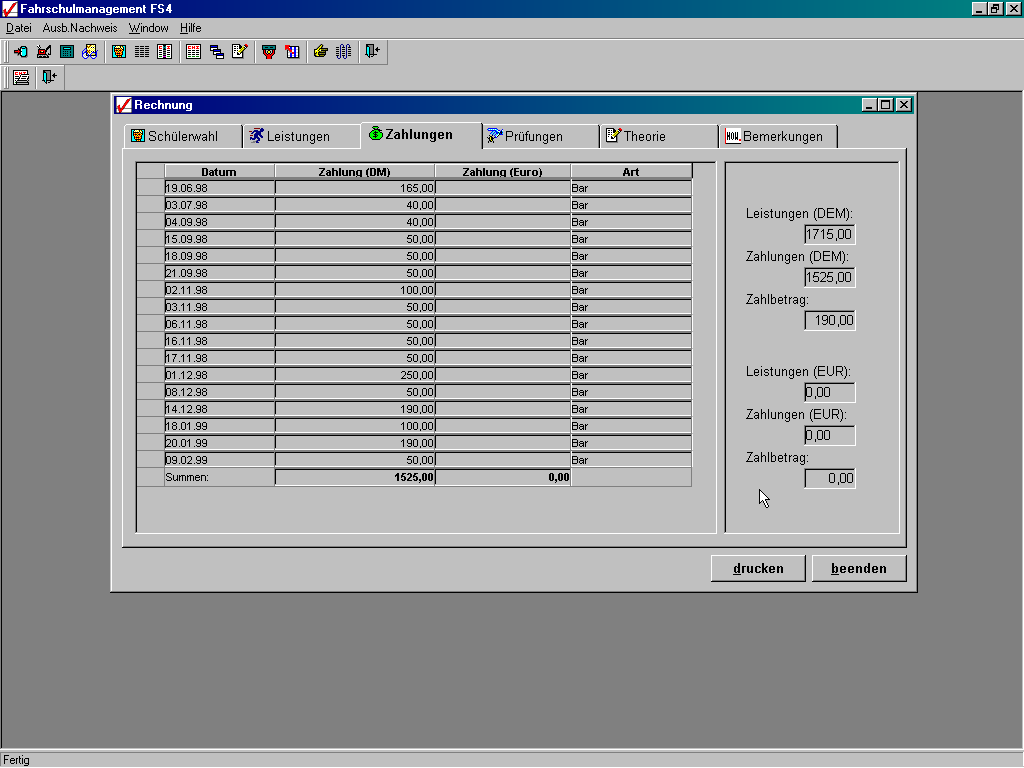 Fahrschulmanagement FS4
Datei Ausb.Nachweis Window Hilfe
Rechnung
Schülerwahl Leistungen Zahlungen Prüfungen Theorie Bemerkungen
Datum Zahlung (DM) Zahlung (Euro) Art
19.06.98 165,00 Bar
03.07.98 40,00 Bar
04.09.98 40,00 Bar
15.09.98 50,00 Bar
18.09.98 50,00 Bar
21.09.98 50,00 Bar
02.11.98 100,00 Bar
03.11.98 50,00 Bar
06.11.98 50,00 Bar
16.11.98 50,00 Bar
17.11.98 50,00 Bar
01.12.98 250,00 Bar
08.12.98 50,00 Bar
14.12.98 190,00 Bar
18.01.99 100,00 Bar
20.01.99 190,00 Bar
09.02.99 50,00 Bar
Summen: 1525,00 0,00
Leistungen (DEM):
1715,00
Zahlungen (DEM):
1525,00
Zahlbetrag:
190,00
Leistungen (EUR):
0,00
Zahlungen (EUR):
0,00
Zahlbetrag:
0,00
drucken beenden
Fertig